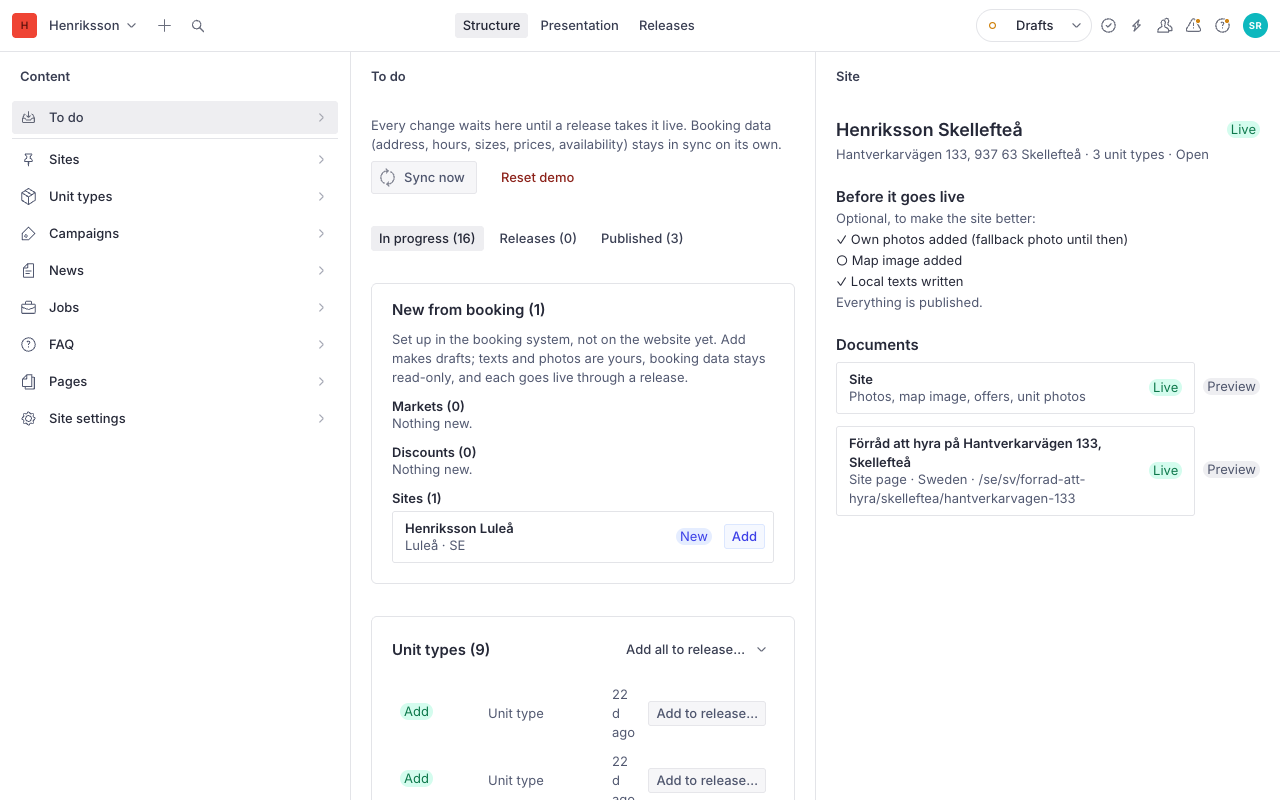 H
Henriksson
Structure
Presentation
Releases
Drafts
SR
Content
To do
Sites
Unit types
Campaigns
News
Jobs
FAQ
Pages
Site settings
To do
Every change waits here until a release takes it live. Booking data
(address, hours, sizes, prices, availability) stays in sync on its own.
Sync now
Reset demo
In progress (16)
Releases (0)
Published (3)
New from booking (1)
Set up in the booking system, not on the website yet. Add
makes drafts; texts and photos are yours, booking data stays
read-only, and each goes live through a release.
Markets (0)
Nothing new.
Discounts (0)
Nothing new.
Sites (1)
Henriksson Luleå
Luleå · SE
New
Add
Unit types (9)
Add all to release…
Add
Unit type
22
d
ago
Add to release…
Add
Unit type
22
d
ago
Add to release…
Site
Henriksson Skellefteå
Live
Hantverkarvägen 133, 937 63 Skellefteå · 3 unit types · Open
Before it goes live
Optional, to make the site better:
✓ Own photos added (fallback photo until then)
○ Map image added
✓ Local texts written
Everything is published.
Documents
Site
Photos, map image, offers, unit photos
Live
Preview
Förråd att hyra på Hantverkarvägen 133,
Skellefteå
Site page · Sweden · /se/sv/forrad-att-
hyra/skelleftea/hantverkarvagen-133
Live
Preview